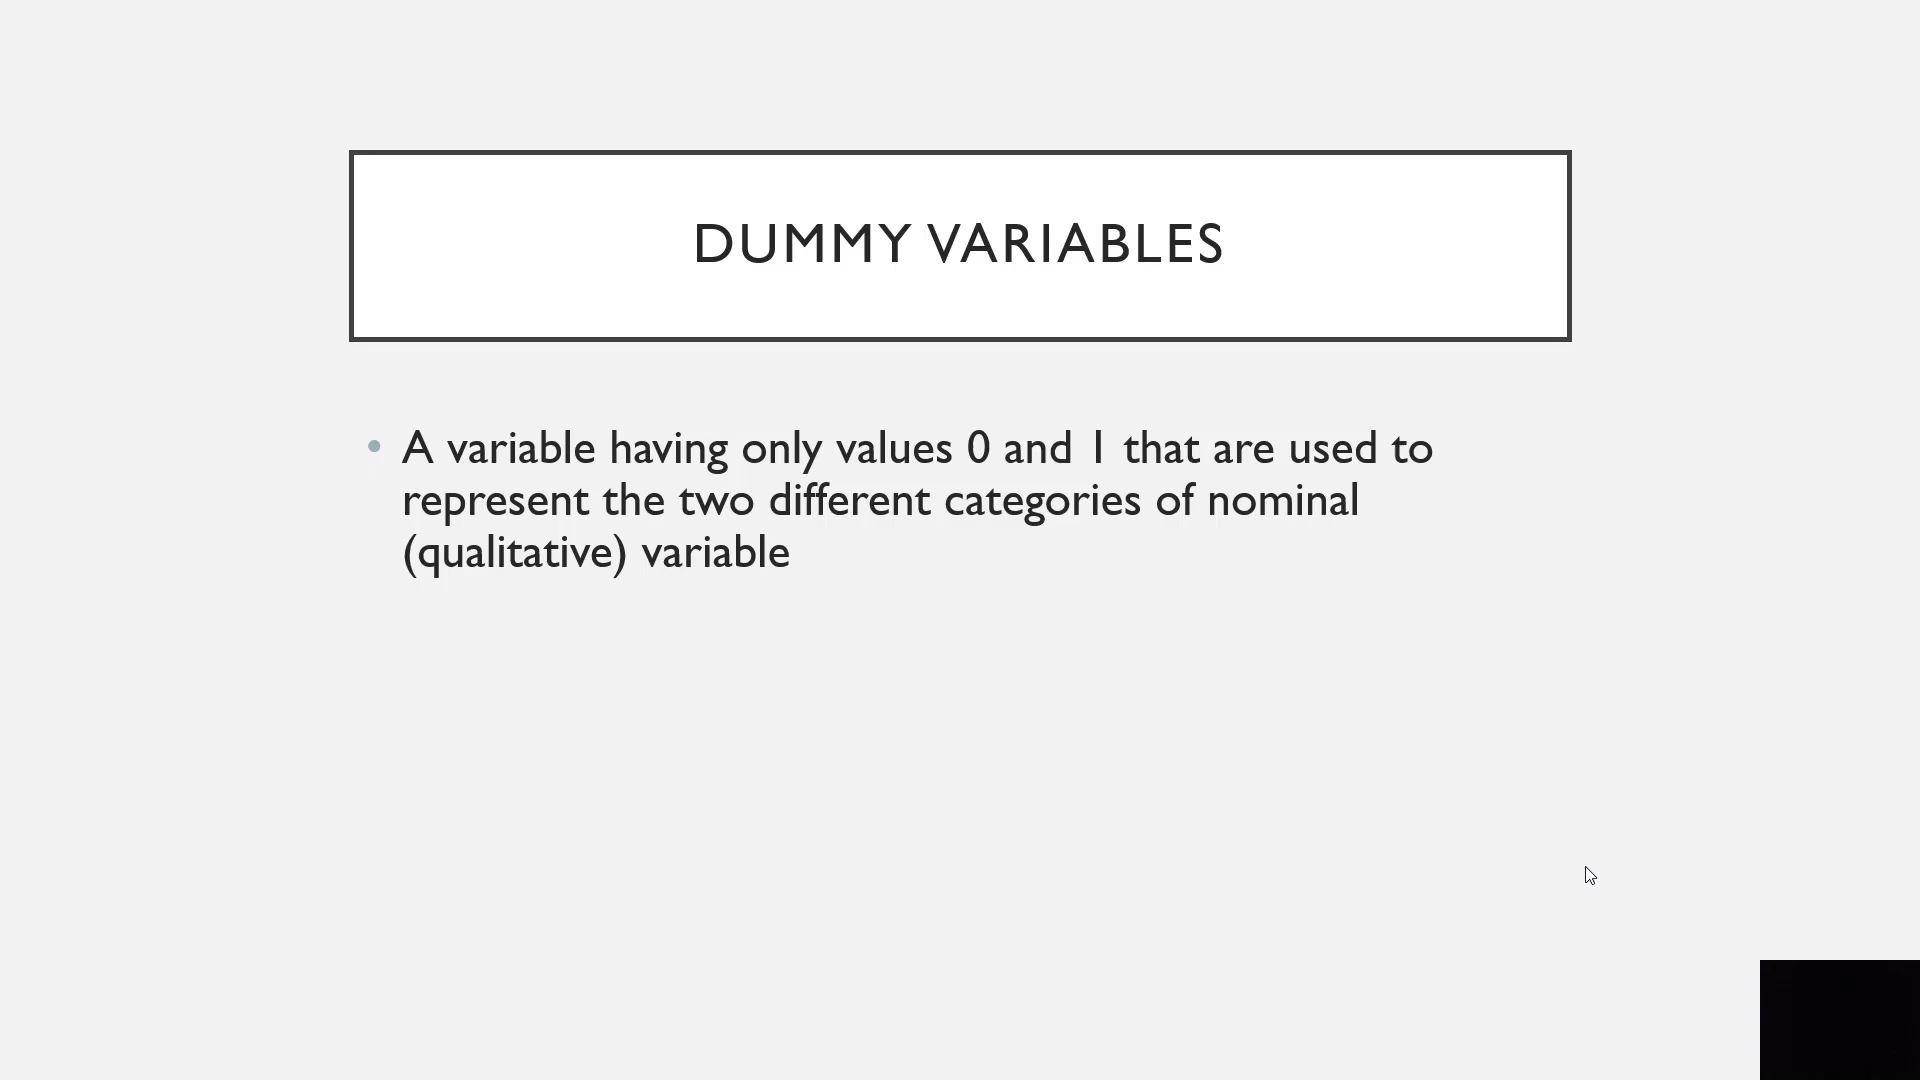 DUMMY VARIABLES
• A variable having only values 0 and 1 that are used to
represent the two different categories of nominal
(qualitative) variable